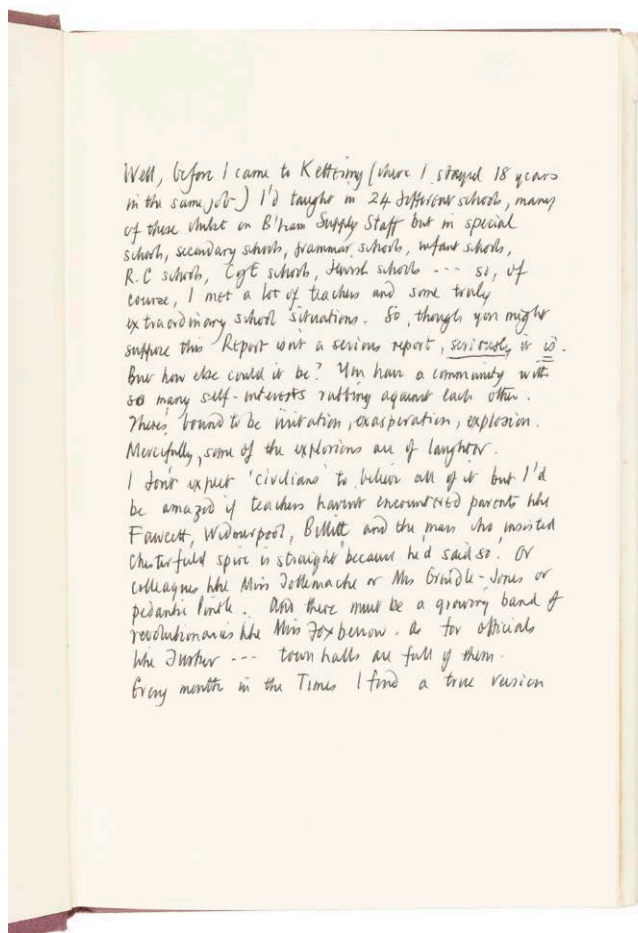 Well, before I came to Kettering (where I stayed 18 years
in the same job) I'd taught in 24 different schools, many
of these whilst on B'ham Supply Staff but in special
schools, secondary schools, grammar schools, infant schools,
R.C schools, CofE schools, Jewish schools --- so, of
course, I met a lot of teachers and some truly
extraordinary school situations. So, though you might
suppose this Report isn't a serious report, seriously it is.
But how else could it be? You have a community with
so many self-interests rubbing against each other.
There's bound to be irritation, exasperation, explosion.
Mercifully, some of the explosions are of laughter.
I don't expect 'civilians' to believe all of it but I'd
be amazed if teachers haven't encountered parents like
Fawcett, Widmerpool, Billitt and the man who insisted
Chesterfield spire is straight 'because he'd said so'. Or
colleagues like Miss Tollemache or Mrs Grindle-Jones or
pedantic Pintle. And there must be a growing band of
revolutionaries like Miss Foxberrow. As for officials
like Tusker --- town halls are full of them.
Every month in the Times I find a true version